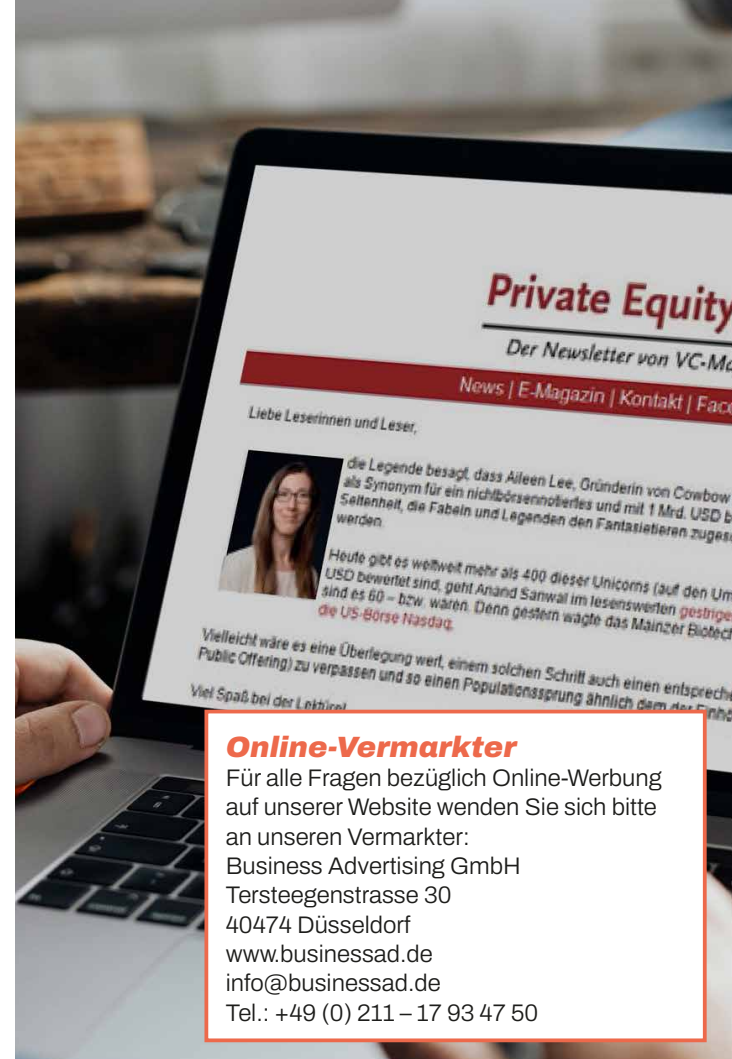 Private Equity
Der Newsletter von VC-Ma
News | E-Magazin | Kontakt | Face
Liebe Leserinnen und Leser,
die Legende besagt, dass Aileen Lee, Gründerin von Cowbow
als Synonym für ein nichtbörsennotiertes und mit 1 Mrd. USD b
Seltenheit, die Fabeln und Legenden den Fantasietieren zugesc
werden.
Heute gibt es weltweit mehr als 400 dieser Unicorns (auf den Um
USD bewertet sind, geht Anand Sanwal im lesenswerten gestrige
sind es 60 – bzw. waren. Denn gestern wagte das Mainzer Biotech
die US-Börse Nasdaq.
Vielleicht wäre es eine Überlegung wert, einem solchen Schritt auch einen entspreche
Public Offering) zu verpassen und so einen Populationssprung ähnlich dem der Einhö
Viel Spaß bei der Lektüre!
Online-Vermarkter
Für alle Fragen bezüglich Online-Werbung
auf unserer Website wenden Sie sich bitte
an unseren Vermarkter:
Business Advertising GmbH
Tersteegenstrasse 30
40474 Düsseldorf
www.businessad.de
info@businessad.de
Tel.: +49 (0) 211 – 17 93 47 50